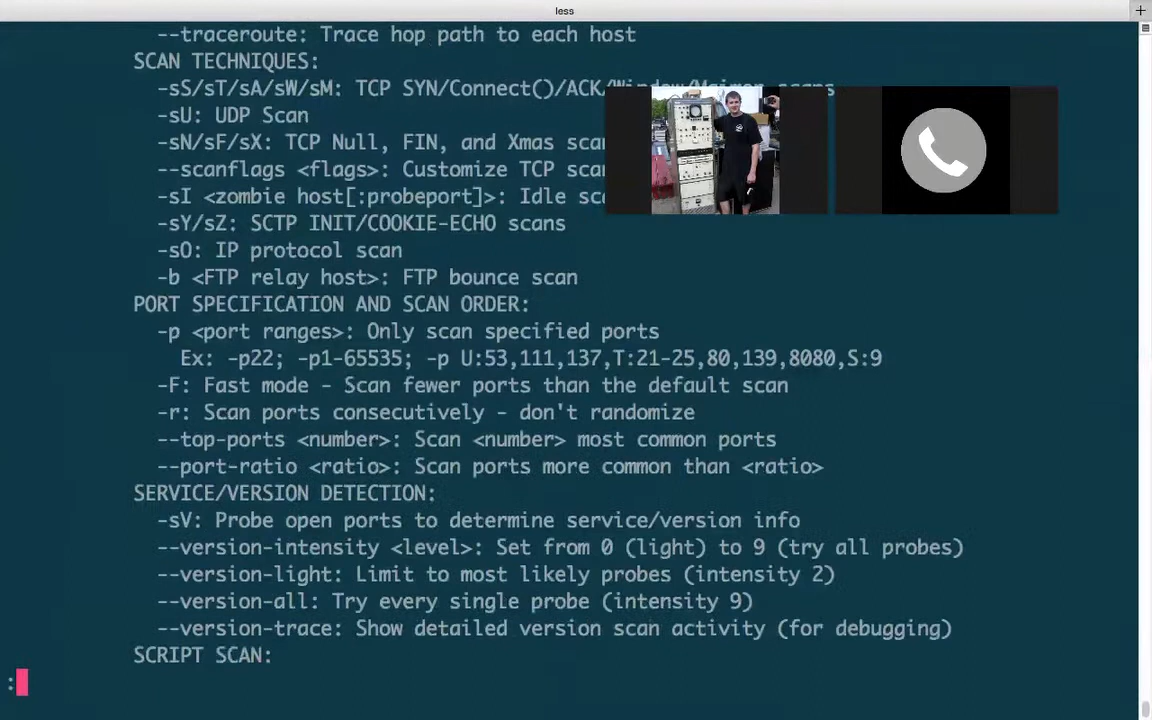 less
--traceroute: Trace hop path to each host
SCAN TECHNIQUES:
-sS/sT/sA/sW/sM: TCP SYN/Connect()/ACK/Window/Maimon scans
-sU: UDP Scan
-sN/sF/sX: TCP Null, FIN, and Xmas scan
--scanflags <flags>: Customize TCP scan
-sI <zombie host[:probeport]>: Idle sc
-sY/sZ: SCTP INIT/COOKIE-ECHO scans
-sO: IP protocol scan
-b <FTP relay host>: FTP bounce scan
PORT SPECIFICATION AND SCAN ORDER:
-p <port ranges>: Only scan specified ports
Ex: -p22; -p1-65535; -p U:53,111,137,T:21-25,80,139,8080,S:9
-F: Fast mode - Scan fewer ports than the default scan
-r: Scan ports consecutively - don't randomize
--top-ports <number>: Scan <number> most common ports
--port-ratio <ratio>: Scan ports more common than <ratio>
SERVICE/VERSION DETECTION:
-sV: Probe open ports to determine service/version info
--version-intensity <level>: Set from 0 (light) to 9 (try all probes)
--version-light: Limit to most likely probes (intensity 2)
--version-all: Try every single probe (intensity 9)
--version-trace: Show detailed version scan activity (for debugging)
SCRIPT SCAN:
: